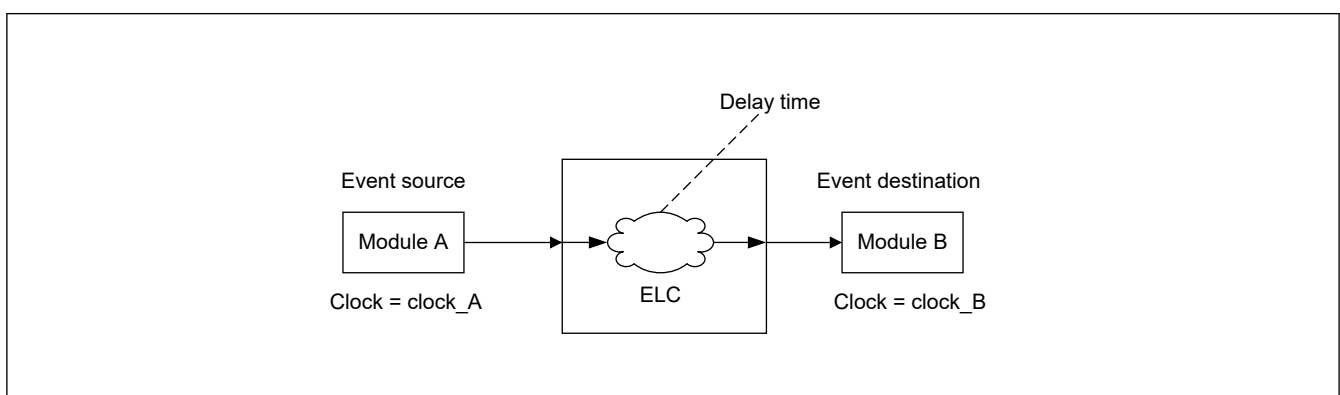 Delay time
Event source
Event destination
Module A
Module B
ELC
Clock = clock_A
Clock = clock_B